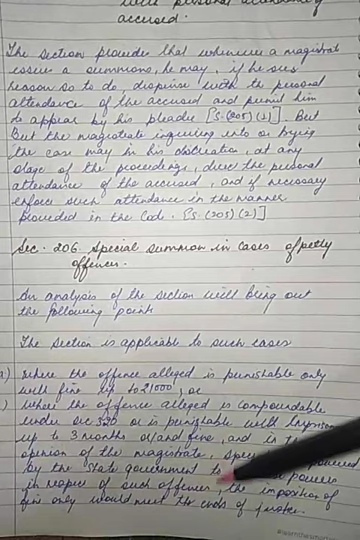 with personal attendance of
accused.
The section provides that whenever a magistrate
issues a summons, he may, if he sees
reason so to do, dispense with the personal
attendance of the accused and permit him
to appear by his pleader [S. (205) (1)]. But
But the magistrate inquiring into or trying
the case may in his discretion, at any
stage of the proceedings, direct the personal
attendance of the accused, and if necessary
enforce such attendance in the manner
provided in the Code. [S. (205) (2)]
Sec. 206. Special summon in cases of petty
offences.
An analysis of the section will bring out
the following points
The section is applicable to such cases
a) where the offence alleged is punishable only
with fine up to ₹1000, or
) Where the offence alleged is compoundable
under sec 320 or is punishable with
up to 3 months or/and fine, and in the
opinion of the magistrate, powered
by the State government to powers
in respect of such offences, the imposition of
fine only would meet the ends of justice.